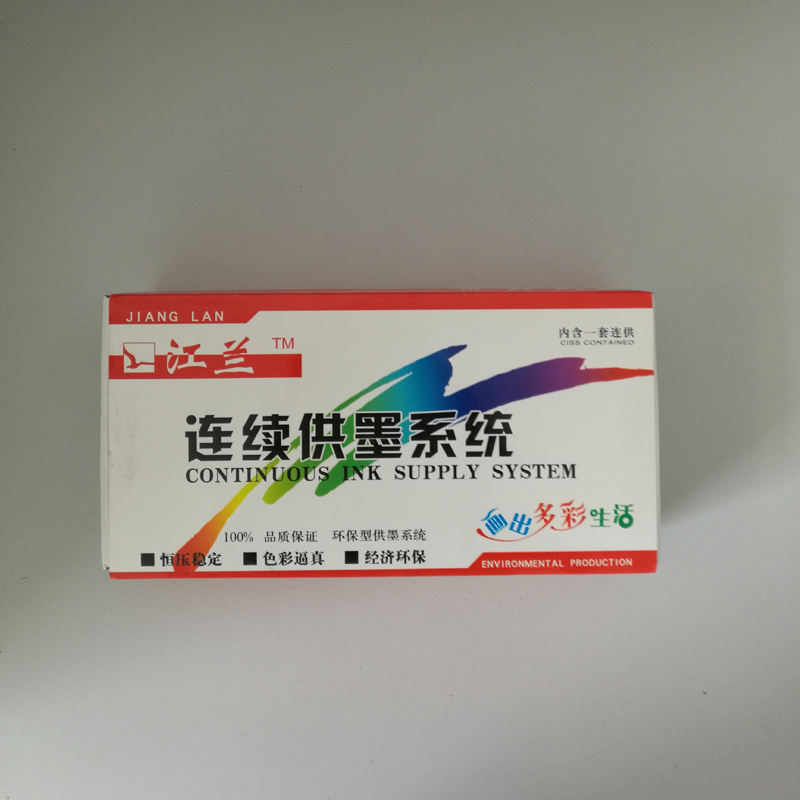 JIANG LAN
江兰 TM
内含一套连供
CISS CONTAINED
连续供墨系统
CONTINUOUS INK SUPPLY SYSTEM
画出多彩生活
100% 品质保证 环保型供墨系统
■ 恒压稳定 ■ 色彩逼真 ■ 经济环保
ENVIRONMENTAL PRODUCTION